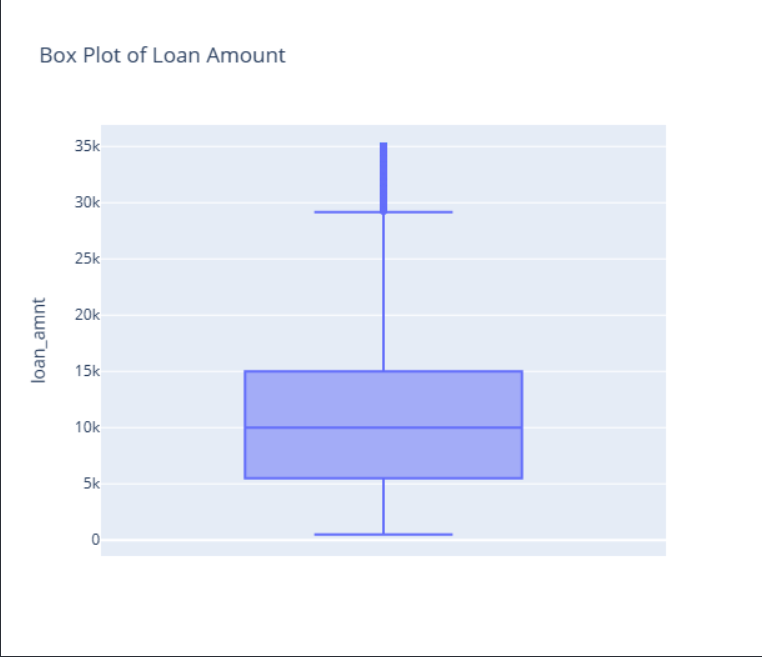 Box Plot of Loan Amount
35k
30k
25k
20k
15k
10k
5k
0
loan_amnt